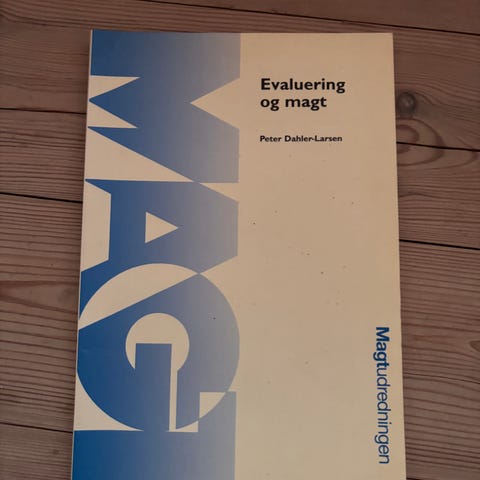 Evaluering
og magt
Peter Dahler-Larsen
MAGT
Magtudredningen